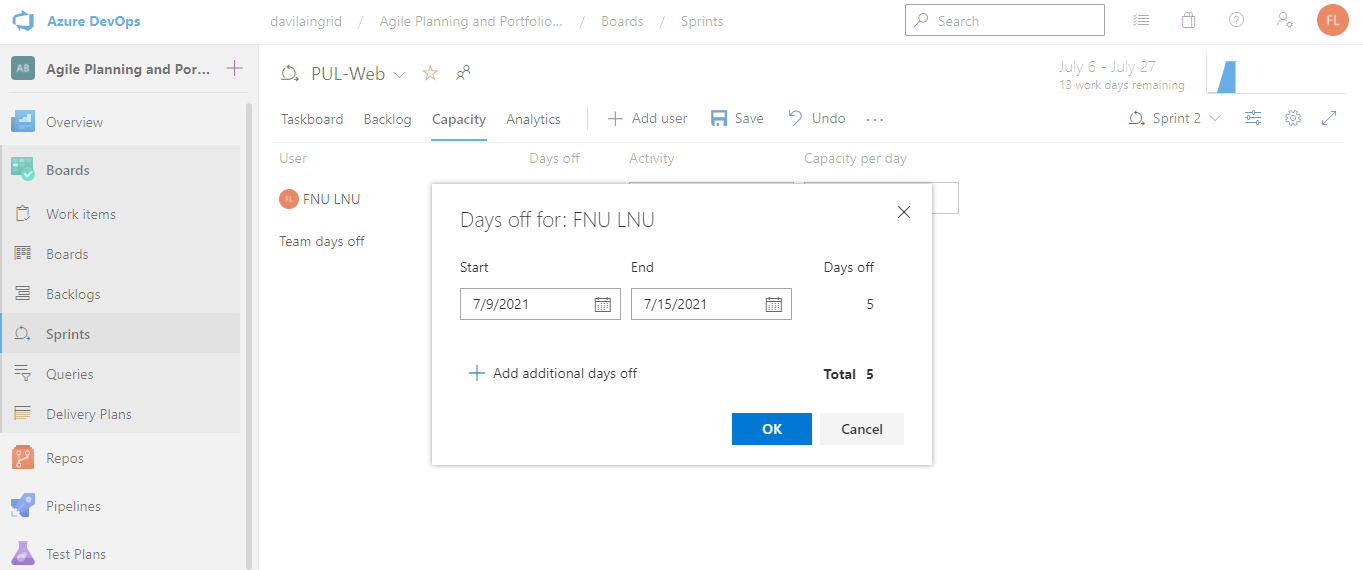 Azure DevOps
davilaingrid / Agile Planning and Portfolio... / Boards / Sprints
Search
FL
AB Agile Planning and Por...
PUL-Web
July 6 - July 27
13 work days remaining
Overview
Taskboard Backlog Capacity Analytics Add user Save Undo ... Sprint 2
User Days off Activity Capacity per day
Boards
FL FNU LNU
Work items
Team days off
Boards
Backlogs
Sprints
Queries
Delivery Plans
Repos
Pipelines
Test Plans
Days off for: FNU LNU
Start End Days off
7/9/2021 7/15/2021 5
Add additional days off Total 5
OK Cancel